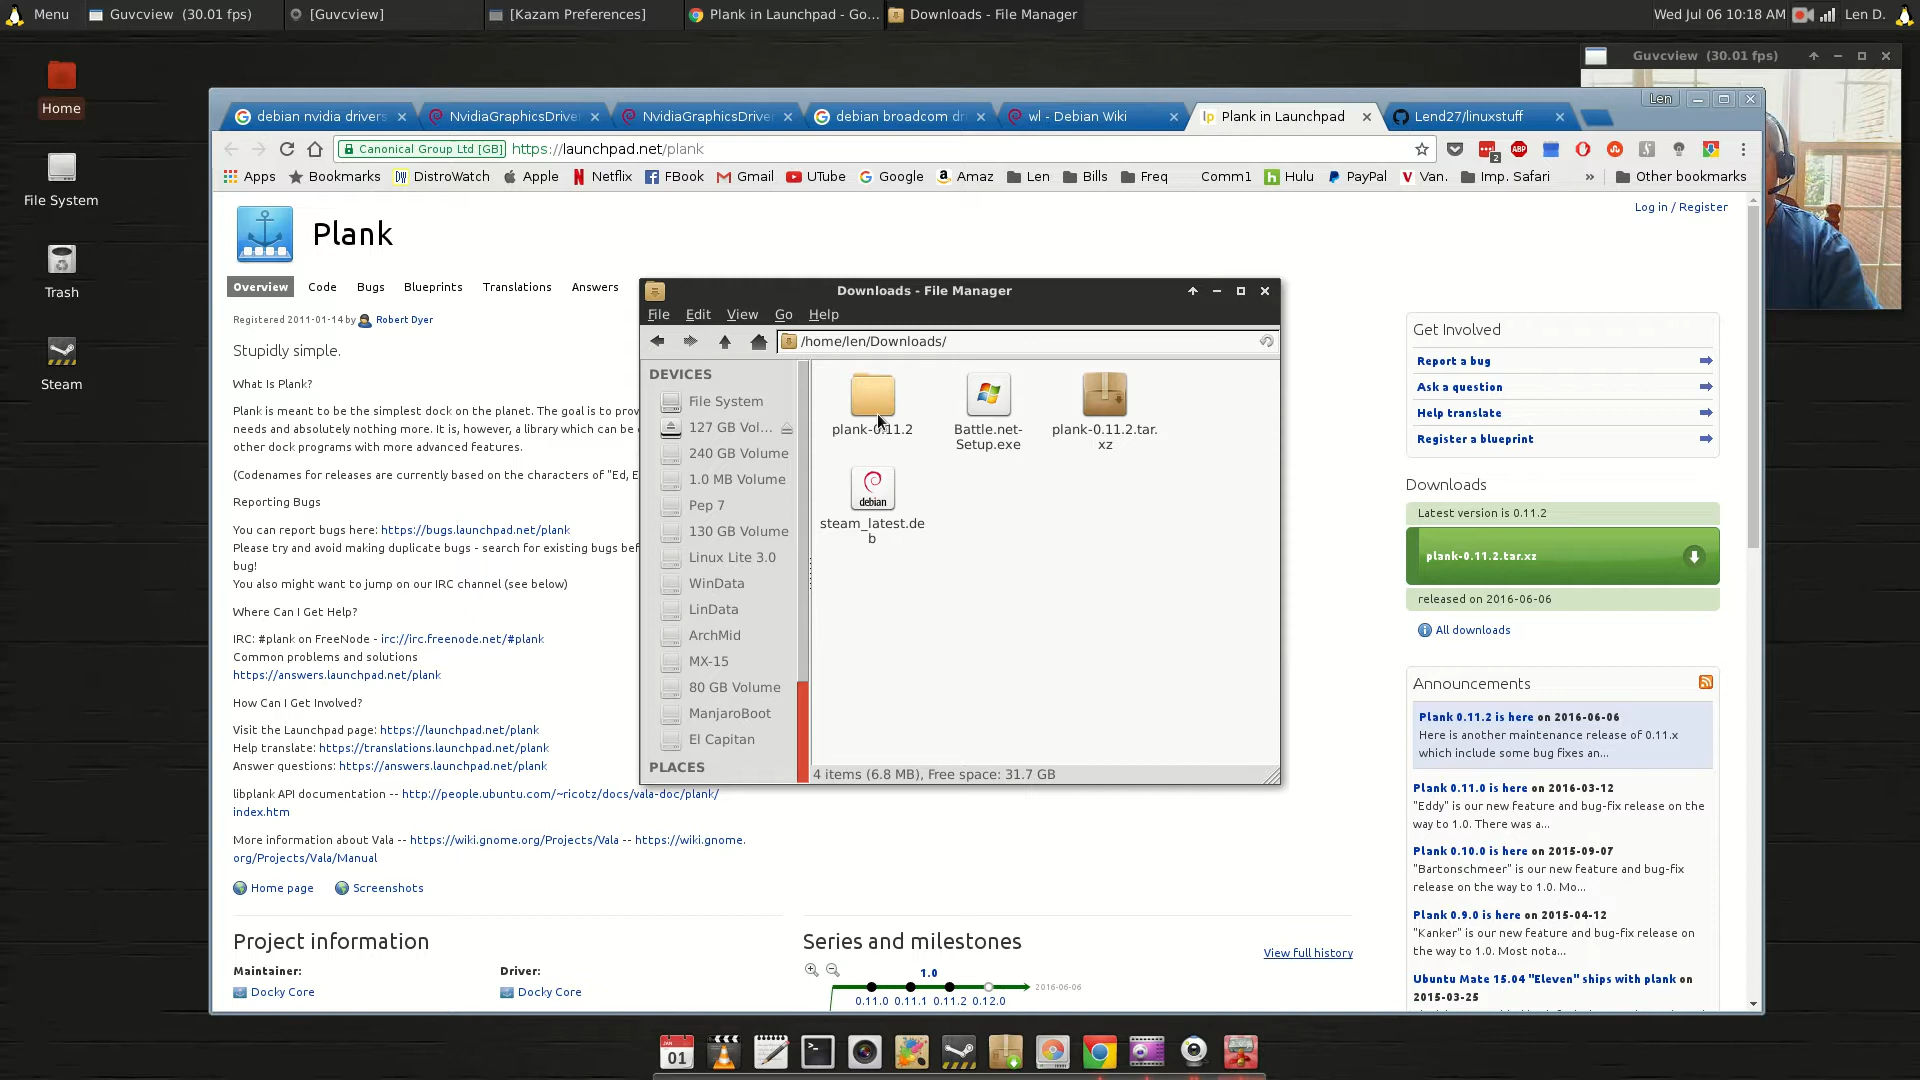 Menu
Guvcview (30.01 fps)
[Guvcview]
[Kazam Preferences]
Plank in Launchpad - Go...
Downloads - File Manager
Wed Jul 06 10:18 AM
Len D.
Home
File System
Trash
Steam
Guvcview (30.01 fps)
Len
debian nvidia drivers
NvidiaGraphicsDrive
NvidiaGraphicsDrive
debian broadcom dr
wl - Debian Wiki
Plank in Launchpad
Lend27/linuxstuff
Canonical Group Ltd [GB]
https://launchpad.net/plank
2
ABP
Apps
Bookmarks
DistroWatch
Apple
Netflix
FBook
Gmail
UTube
Google
Amaz
Len
Bills
Freq
Comm1
Hulu
PayPal
Van.
Imp. Safari
»
Other bookmarks
Log in / Register
Plank
Overview
Code
Bugs
Blueprints
Translations
Answers
Registered 2011-01-14 by Robert Dyer
Stupidly simple.
What Is Plank?
Plank is meant to be the simplest dock on the planet. The goal is to prov
needs and absolutely nothing more. It is, however, a library which can be
other dock programs with more advanced features.
(Codenames for releases are currently based on the characters of "Ed, E
Reporting Bugs
You can report bugs here: https://bugs.launchpad.net/plank
Please try and avoid making duplicate bugs - search for existing bugs bef
bug!
You also might want to jump on our IRC channel (see below)
Where Can I Get Help?
IRC: #plank on FreeNode - irc://irc.freenode.net/#plank
Common problems and solutions
https://answers.launchpad.net/plank
How Can I Get Involved?
Visit the Launchpad page: https://launchpad.net/plank
Help translate: https://translations.launchpad.net/plank
Answer questions: https://answers.launchpad.net/plank
libplank API documentation -- http://people.ubuntu.com/~ricotz/docs/vala-doc/plank/
index.htm
More information about Vala -- https://wiki.gnome.org/Projects/Vala -- https://wiki.gnome.
org/Projects/Vala/Manual
Home page
Screenshots
Project information
Maintainer:
Docky Core
Driver:
Docky Core
Series and milestones
View full history
1.0
2016-06-06
0.11.0 0.11.1 0.11.2 0.12.0
Downloads - File Manager
File
Edit
View
Go
Help
/home/len/Downloads/
DEVICES
File System
127 GB Vol...
240 GB Volume
1.0 MB Volume
Pep 7
130 GB Volume
Linux Lite 3.0
WinData
LinData
ArchMid
MX-15
80 GB Volume
ManjaroBoot
El Capitan
PLACES
plank-0.11.2
Battle.net-
Setup.exe
plank-0.11.2.tar.
xz
debian
steam_latest.de
b
4 items (6.8 MB), Free space: 31.7 GB
Get Involved
Report a bug
Ask a question
Help translate
Register a blueprint
Downloads
Latest version is 0.11.2
plank-0.11.2.tar.xz
released on 2016-06-06
All downloads
Announcements
Plank 0.11.2 is here on 2016-06-06
Here is another maintenance release of 0.11.x
which include some bug fixes an...
Plank 0.11.0 is here on 2016-03-12
"Eddy" is our new feature and bug-fix release on the
way to 1.0. There was a...
Plank 0.10.0 is here on 2015-09-07
"Bartonschmeer" is our new feature and bug-fix
release on the way to 1.0. Mo...
Plank 0.9.0 is here on 2015-04-12
"Kanker" is our new feature and bug-fix release on
the way to 1.0. Most nota...
Ubuntu Mate 15.04 "Eleven" ships with plank on
2015-03-25
JAN
01